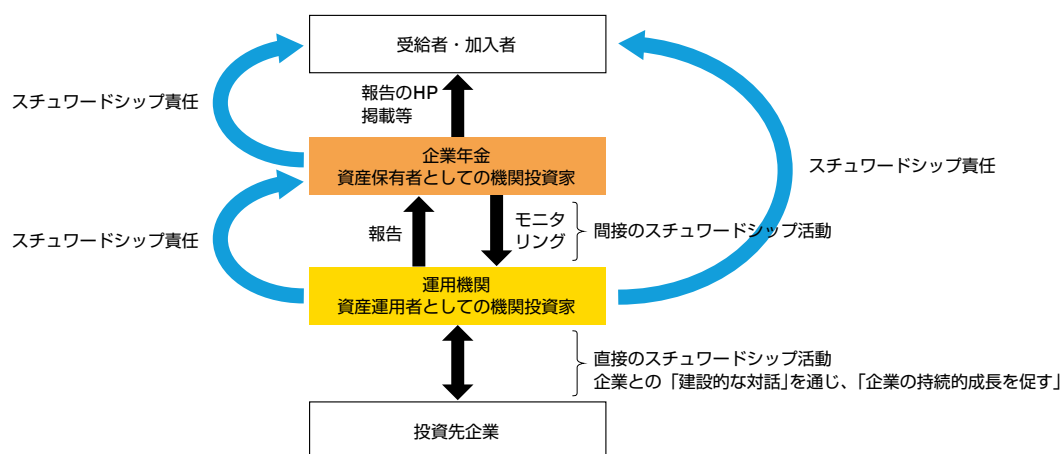 受給者・加入者
スチュワードシップ責任
報告のHP
掲載等
企業年金
資産保有者としての機関投資家
スチュワードシップ責任
スチュワードシップ責任
報告
モニタ
リング
間接のスチュワードシップ活動
運用機関
資産運用者としての機関投資家
直接のスチュワードシップ活動
企業との「建設的な対話」を通じ、「企業の持続的成長を促す」
投資先企業